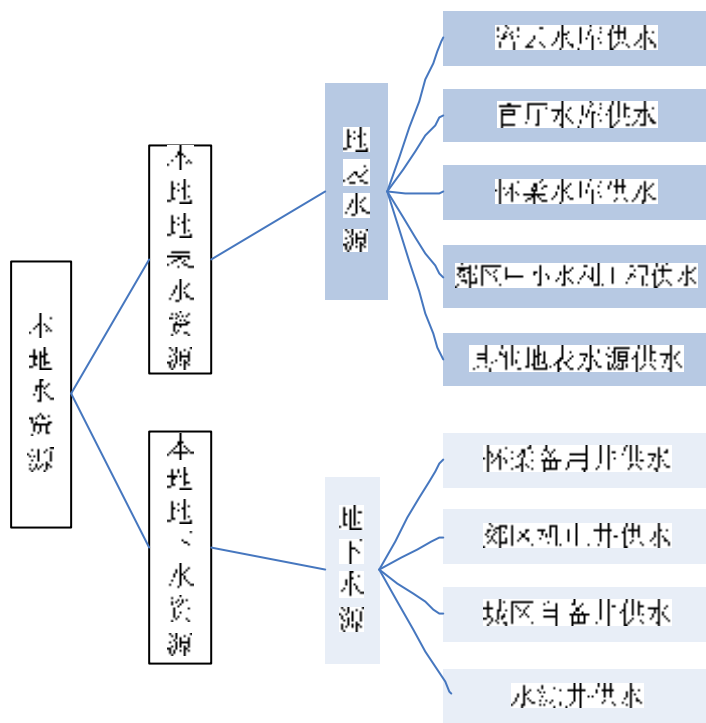 本地水资源
本地地表水资源
地表水源
密云水库供水
官厅水库供水
怀柔水库供水
郊区中小水利工程供水
其他地表水源供水
本地地下水资源
地下水源
怀柔备用井供水
郊区机电井供水
城区自备井供水
水源井供水